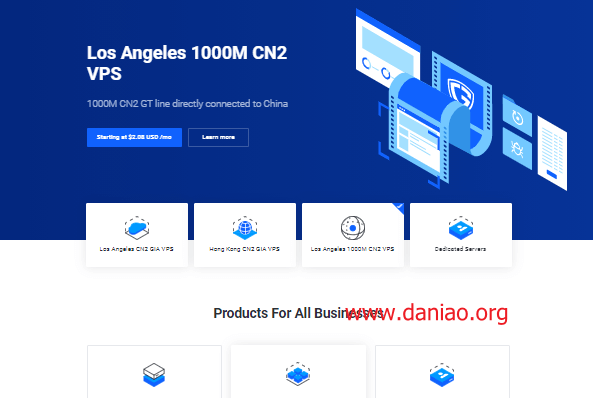 Los Angeles 1000M CN2
VPS
1000M CN2 GT line directly connected to China
Starting at $2.08 USD /mo
Learn more
Los Angeles CN2 GIA VPS
Hong Kong CN2 GIA VPS
Los Angeles 1000M CN2 VPS
Dedicated Servers
Products For All Businesses
www.daniao.org